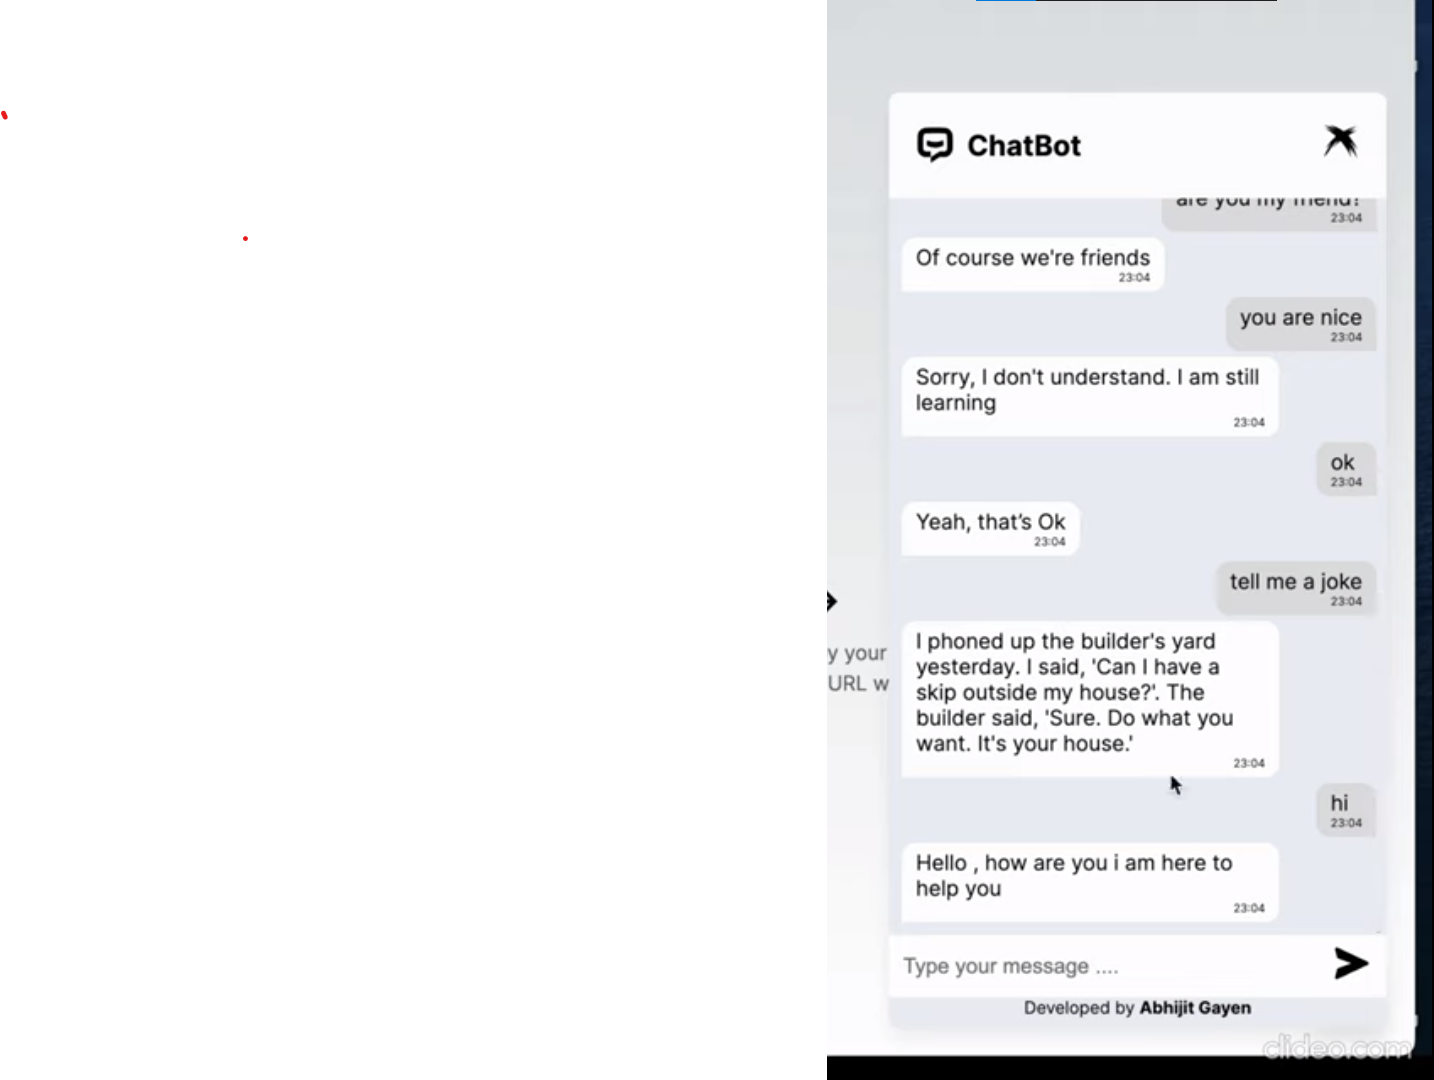 ChatBot
are you my friend?
23:04
Of course we're friends
23:04
you are nice
23:04
Sorry, I don't understand. I am still
learning
23:04
ok
23:04
Yeah, that's Ok
23:04
tell me a joke
23:04
y your
URL w
I phoned up the builder's yard
yesterday. I said, 'Can I have a
skip outside my house?'. The
builder said, 'Sure. Do what you
want. It's your house.'
23:04
hi
23:04
Hello , how are you i am here to
help you
23:04
Type your message ....
Developed by Abhijit Gayen
clideo.com